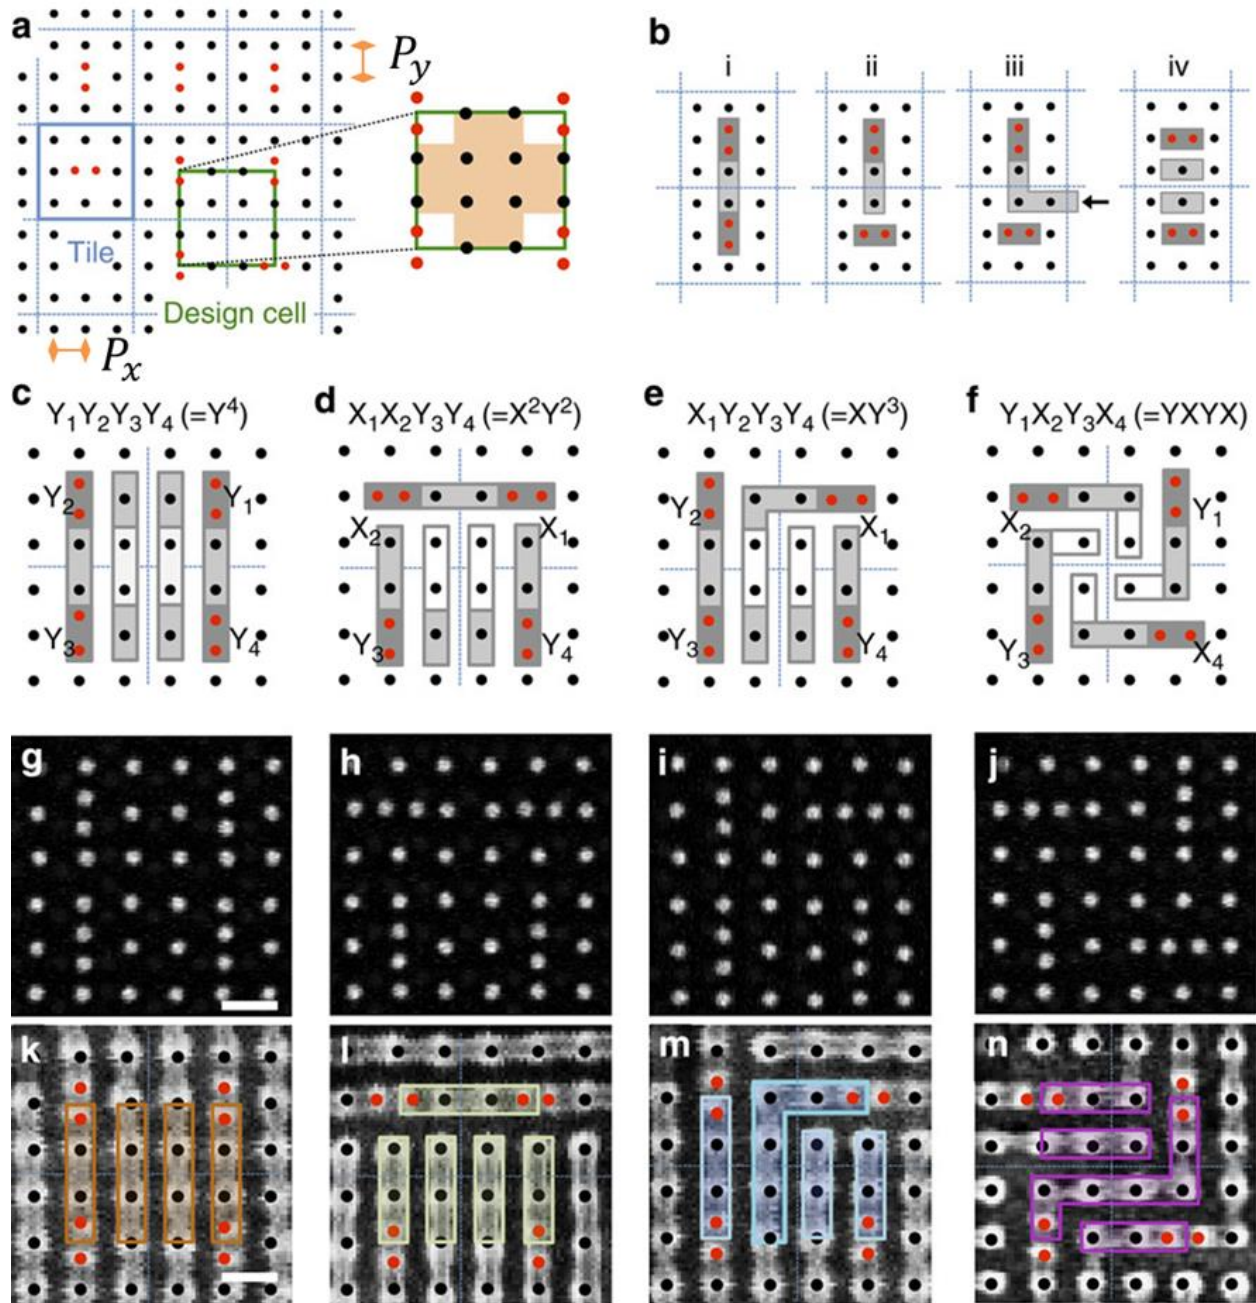 a
P_y
Tile
Design cell
P_x
b
i
ii
iii
iv
c
Y₁Y₂Y₃Y₄ (=Y⁴)
Y₂
Y₁
Y₃
Y₄
d
X₁X₂Y₃Y₄ (=X²Y²)
X₂
X₁
Y₃
Y₄
e
X₁Y₂Y₃Y₄ (=XY³)
Y₂
X₁
Y₃
Y₄
f
Y₁X₂Y₃X₄ (=YXYX)
X₂
Y₁
Y₃
X₄
g
h
i
j
k
l
m
n